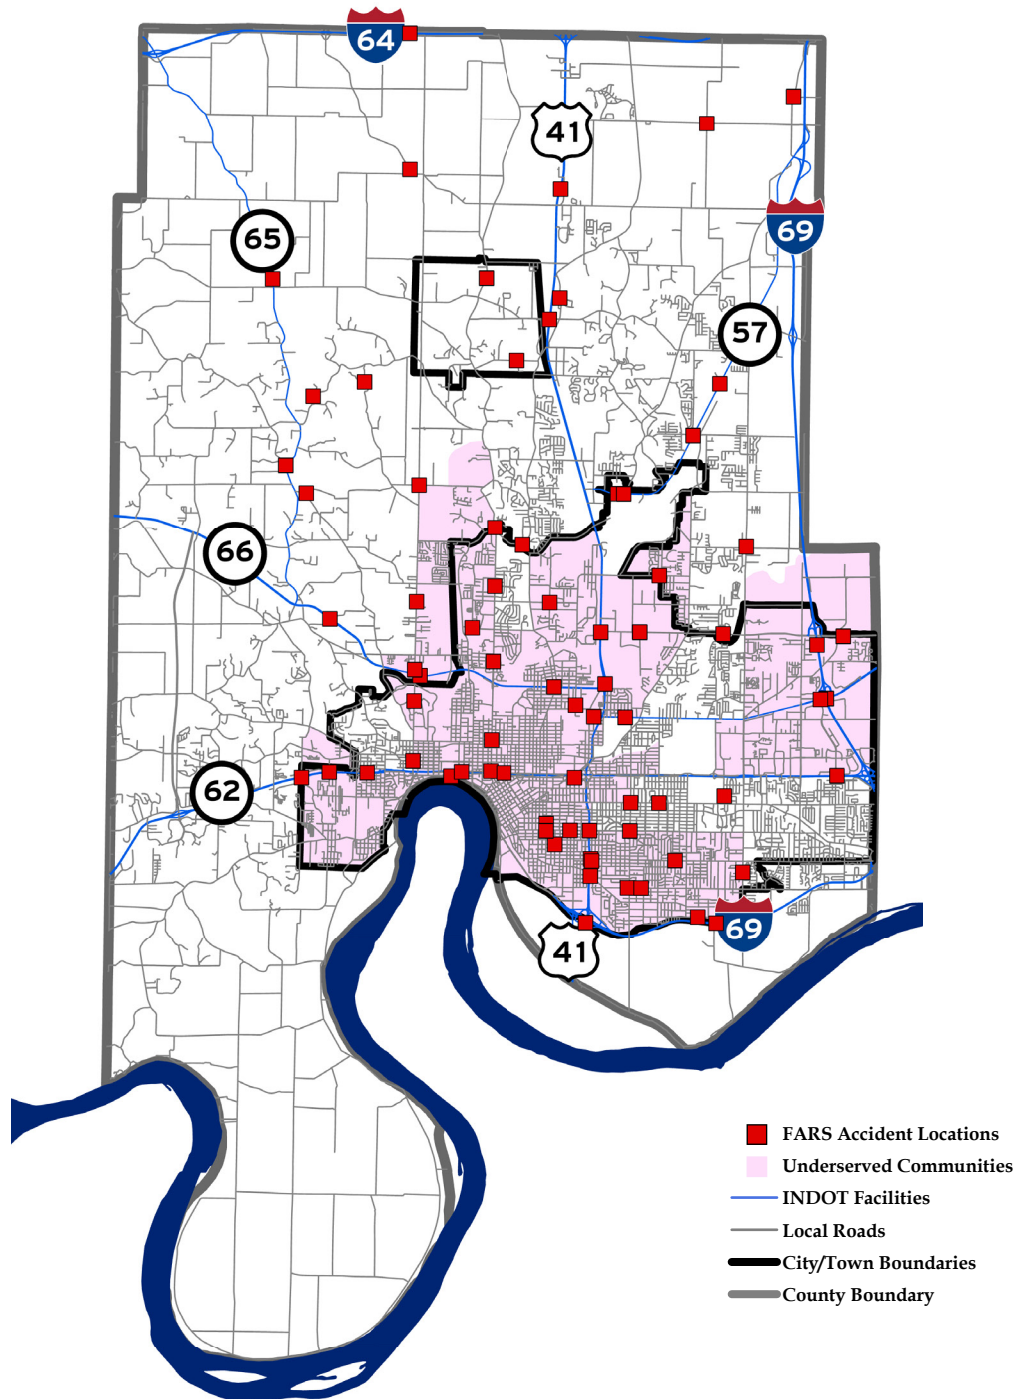 64
41
69
65
57
66
62
69
41
FARS Accident Locations
Underserved Communities
INDOT Facilities
Local Roads
City/Town Boundaries
County Boundary